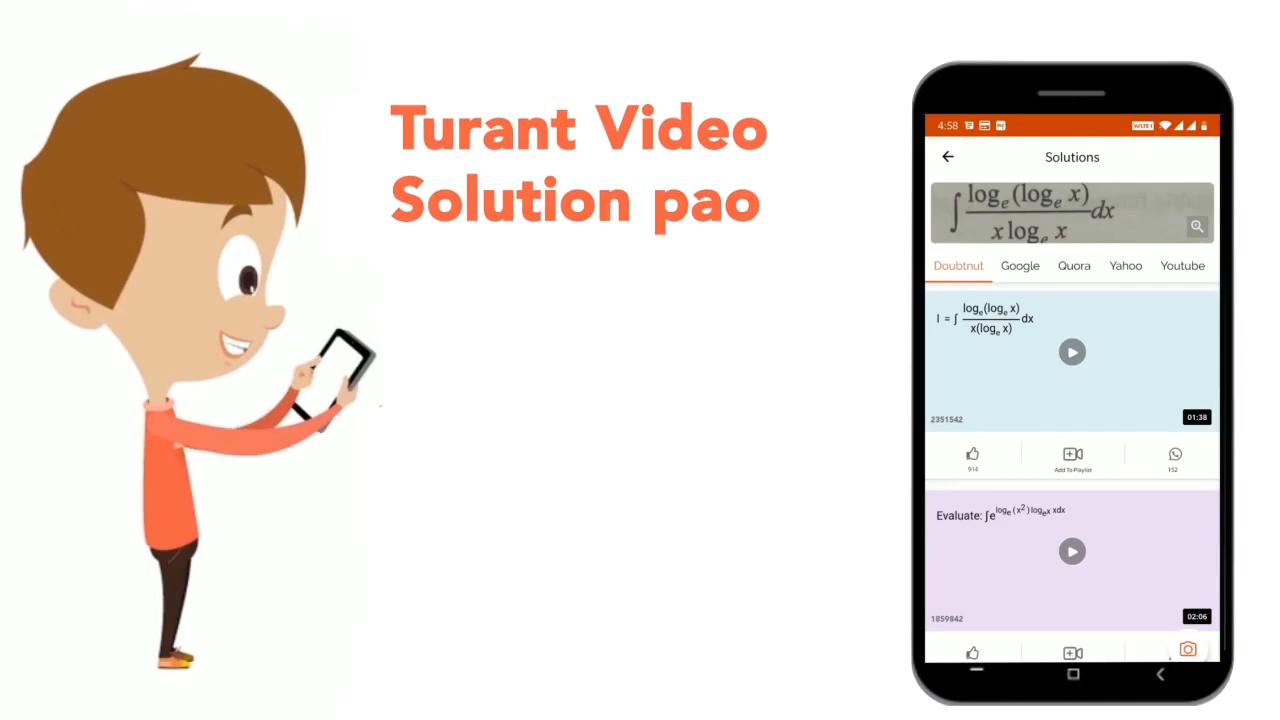 Turant Video
Solution pao
4:58
VoLTE1
Solutions
∫ logₑ(logₑ x) / x logₑ x dx
Doubtnut Google Quora Yahoo Youtube
I = ∫ logₑ(logₑ x) / x(logₑ x) dx
2351542 01:38
914 Add To Playlist 152
Evaluate: ∫e^logₑ(x²)logₑx xdx
1859842 02:06